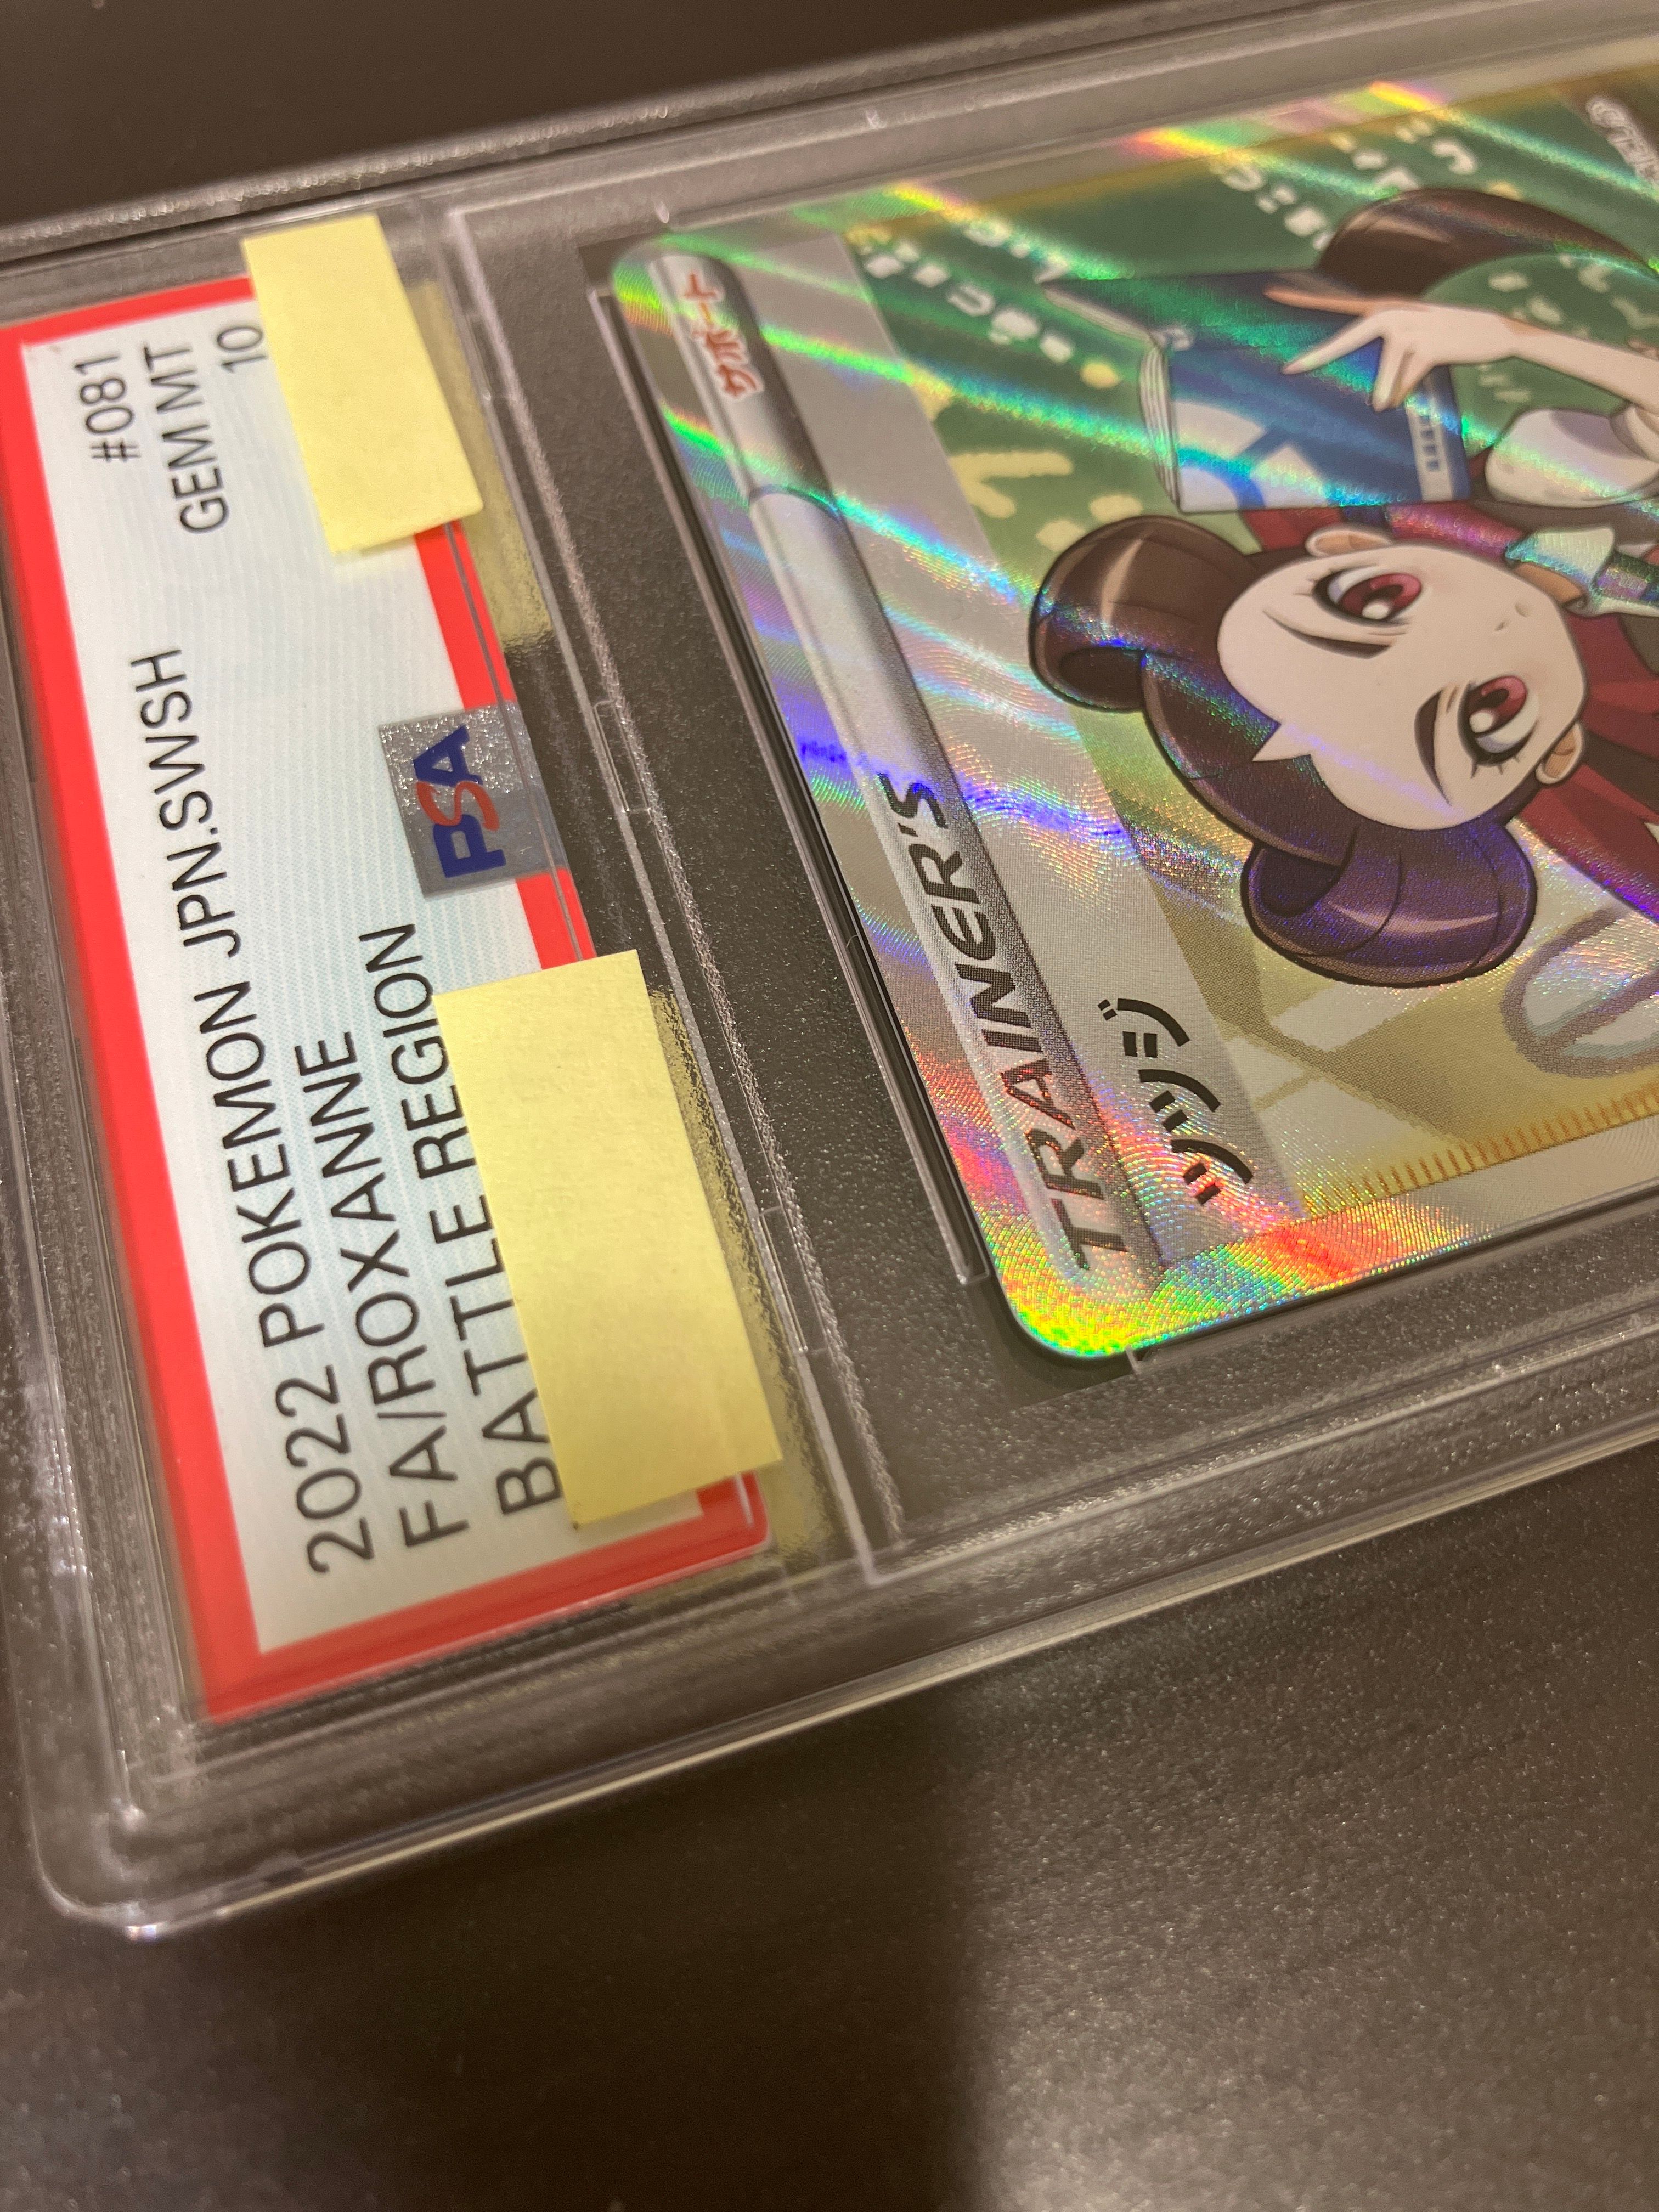 2022 POKEMON JPN.SWSH
#081
FA/ROXANNE
GEM MT
BATTLE REGION
10
PSA
サポート
TRAINER'S
ツツジ